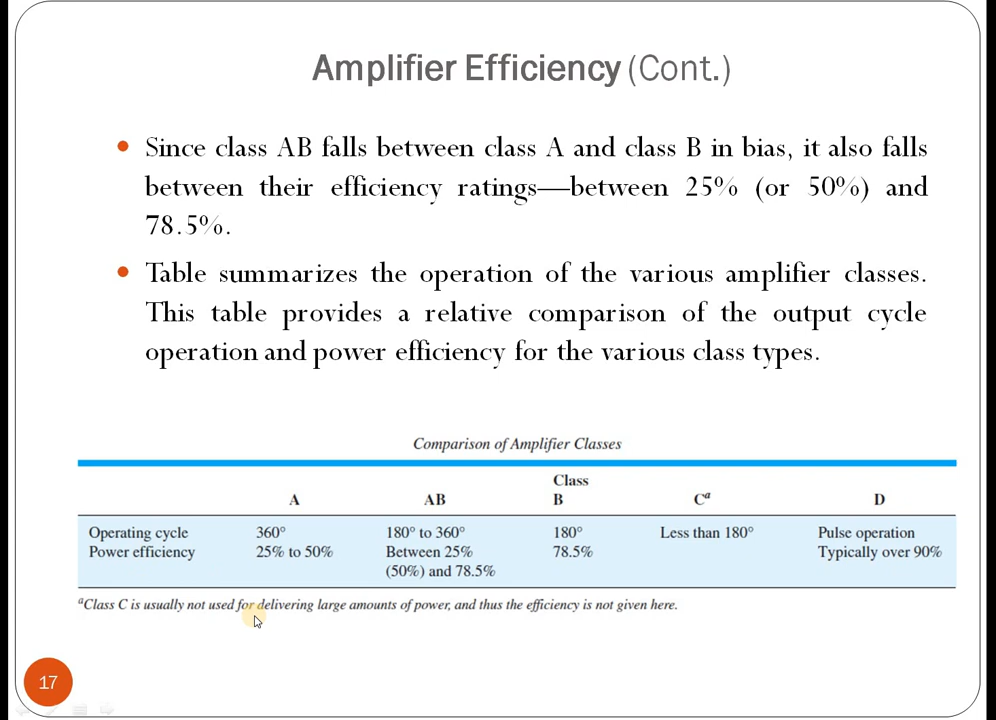 Amplifier Efficiency (Cont.)
• Since class AB falls between class A and class B in bias, it also falls
between their efficiency ratings—between 25% (or 50%) and
78.5%.
• Table summarizes the operation of the various amplifier classes.
This table provides a relative comparison of the output cycle
operation and power efficiency for the various class types.
Comparison of Amplifier Classes
Class
A AB B Cᵃ D
Operating cycle 360° 180° to 360° 180° Less than 180° Pulse operation
Power efficiency 25% to 50% Between 25% 78.5% Typically over 90%
(50%) and 78.5%
ᵃClass C is usually not used for delivering large amounts of power, and thus the efficiency is not given here.
17